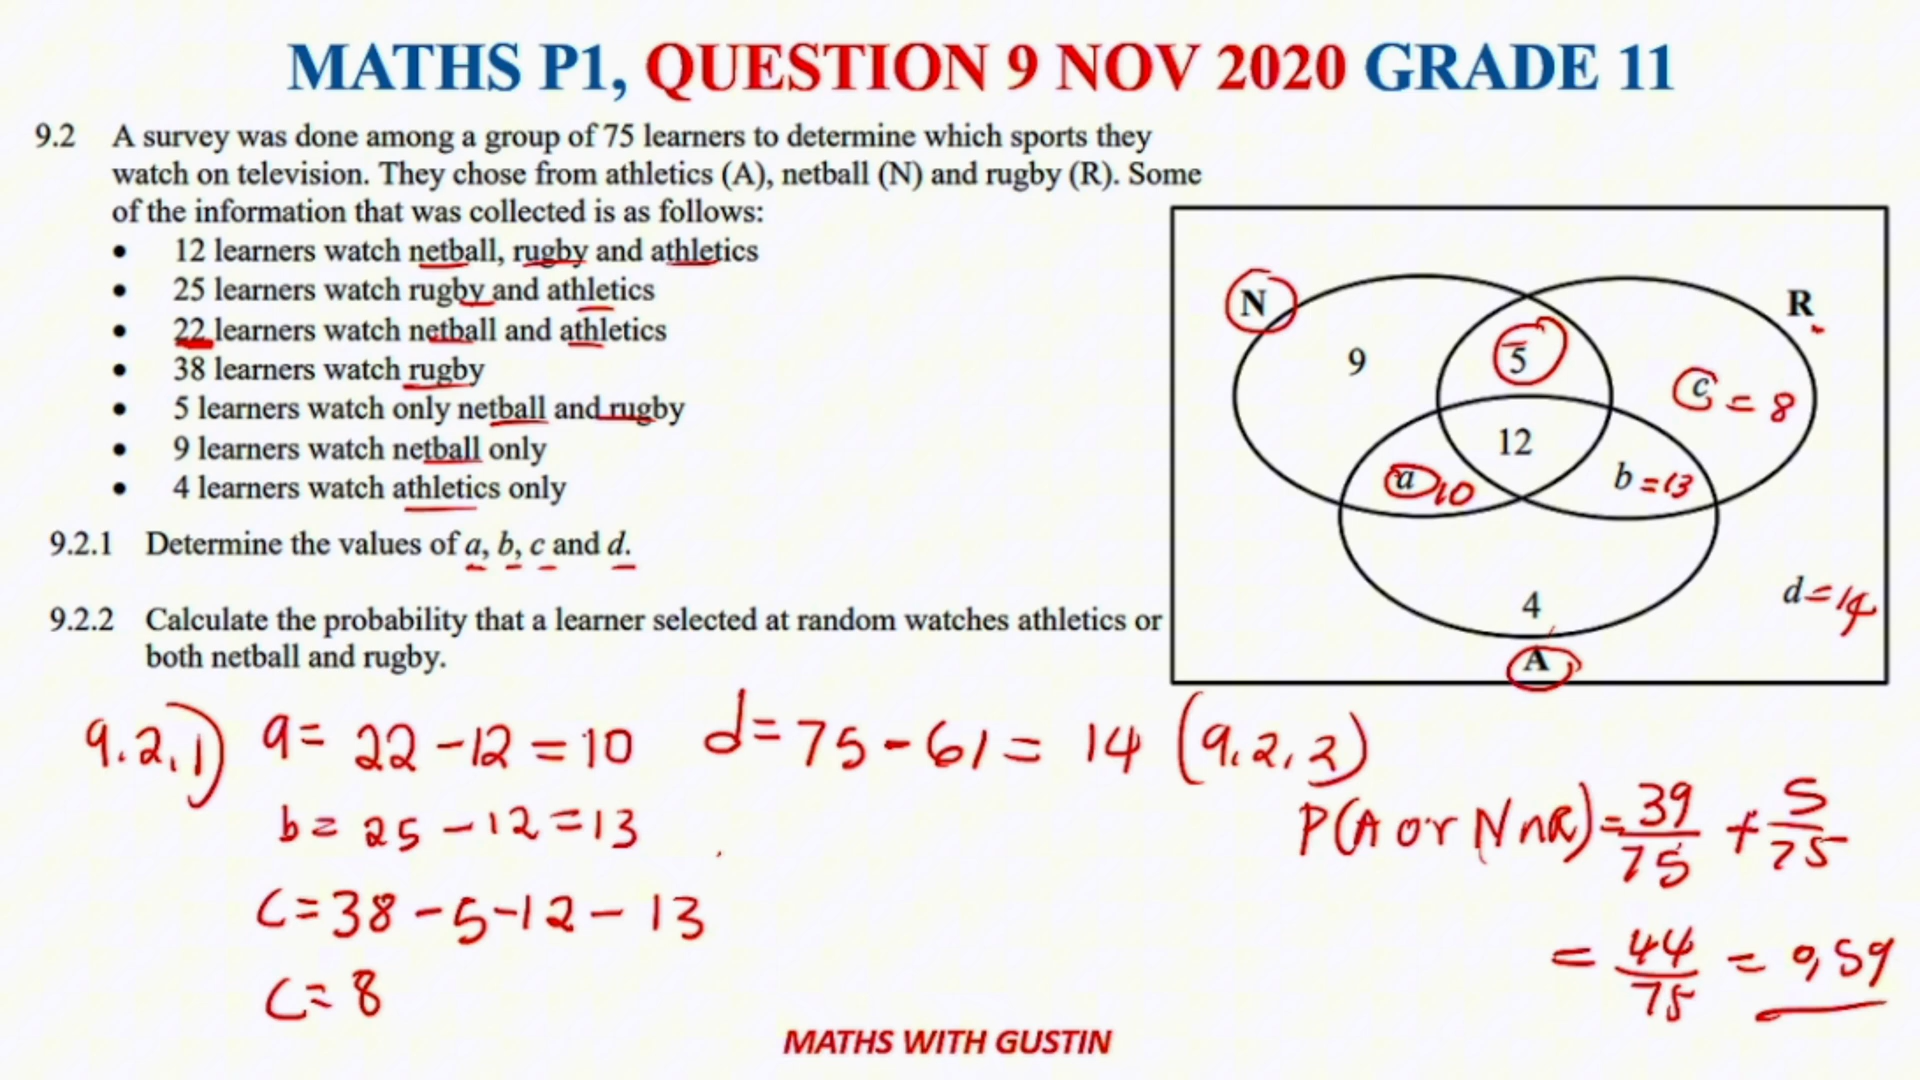 MATHS P1, QUESTION 9 NOV 2020 GRADE 11
9.2 A survey was done among a group of 75 learners to determine which sports they
watch on television. They chose from athletics (A), netball (N) and rugby (R). Some
of the information that was collected is as follows:
• 12 learners watch netball, rugby and athletics
• 25 learners watch rugby and athletics
• 22 learners watch netball and athletics
• 38 learners watch rugby
• 5 learners watch only netball and rugby
• 9 learners watch netball only
• 4 learners watch athletics only
9.2.1 Determine the values of a, b, c and d.
9.2.2 Calculate the probability that a learner selected at random watches athletics or
both netball and rugby.
N
R
9
5
c = 8
12
a 10
b = 13
4
d = 14
A
9.2.1) a = 22 - 12 = 10
b = 25 - 12 = 13
c = 38 - 5 - 12 - 13
c = 8
d = 75 - 61 = 14
(9.2.2)
P(A or N∩R) = 39/75 + 5/75
= 44/75 = 0,59
MATHS WITH GUSTIN